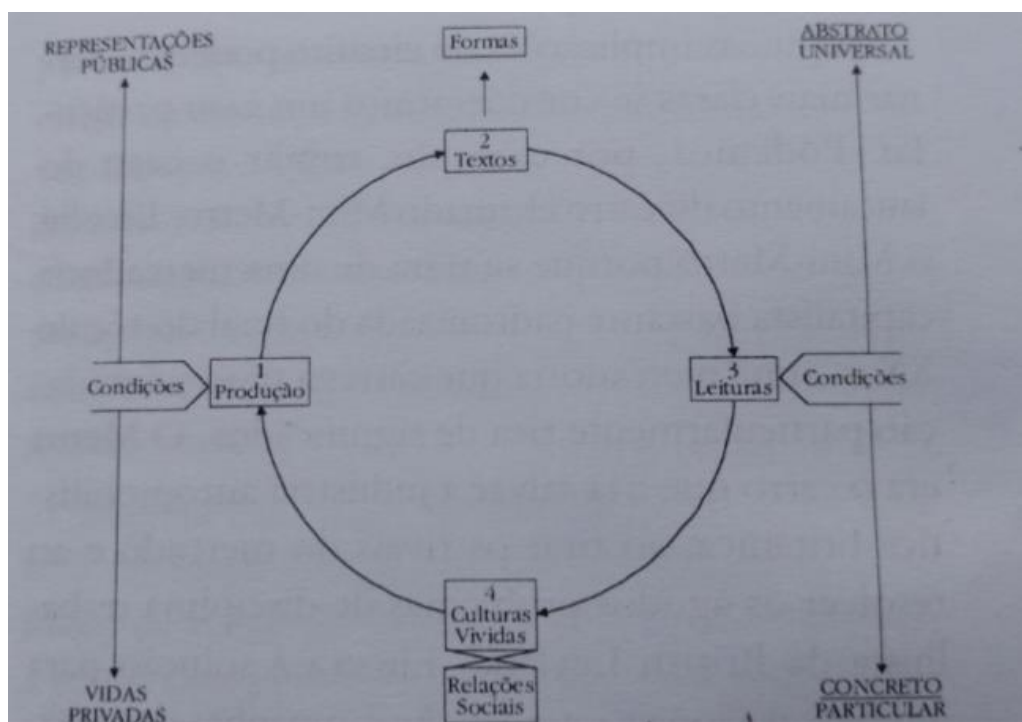 REPRESENTAÇÕES
PÚBLICAS
Formas
ABSTRATO
UNIVERSAL
2
Textos
Condições
1
Produção
3
Leituras
Condições
4
Culturas
Vividas
Relações
Sociais
VIDAS
PRIVADAS
CONCRETO
PARTICULAR